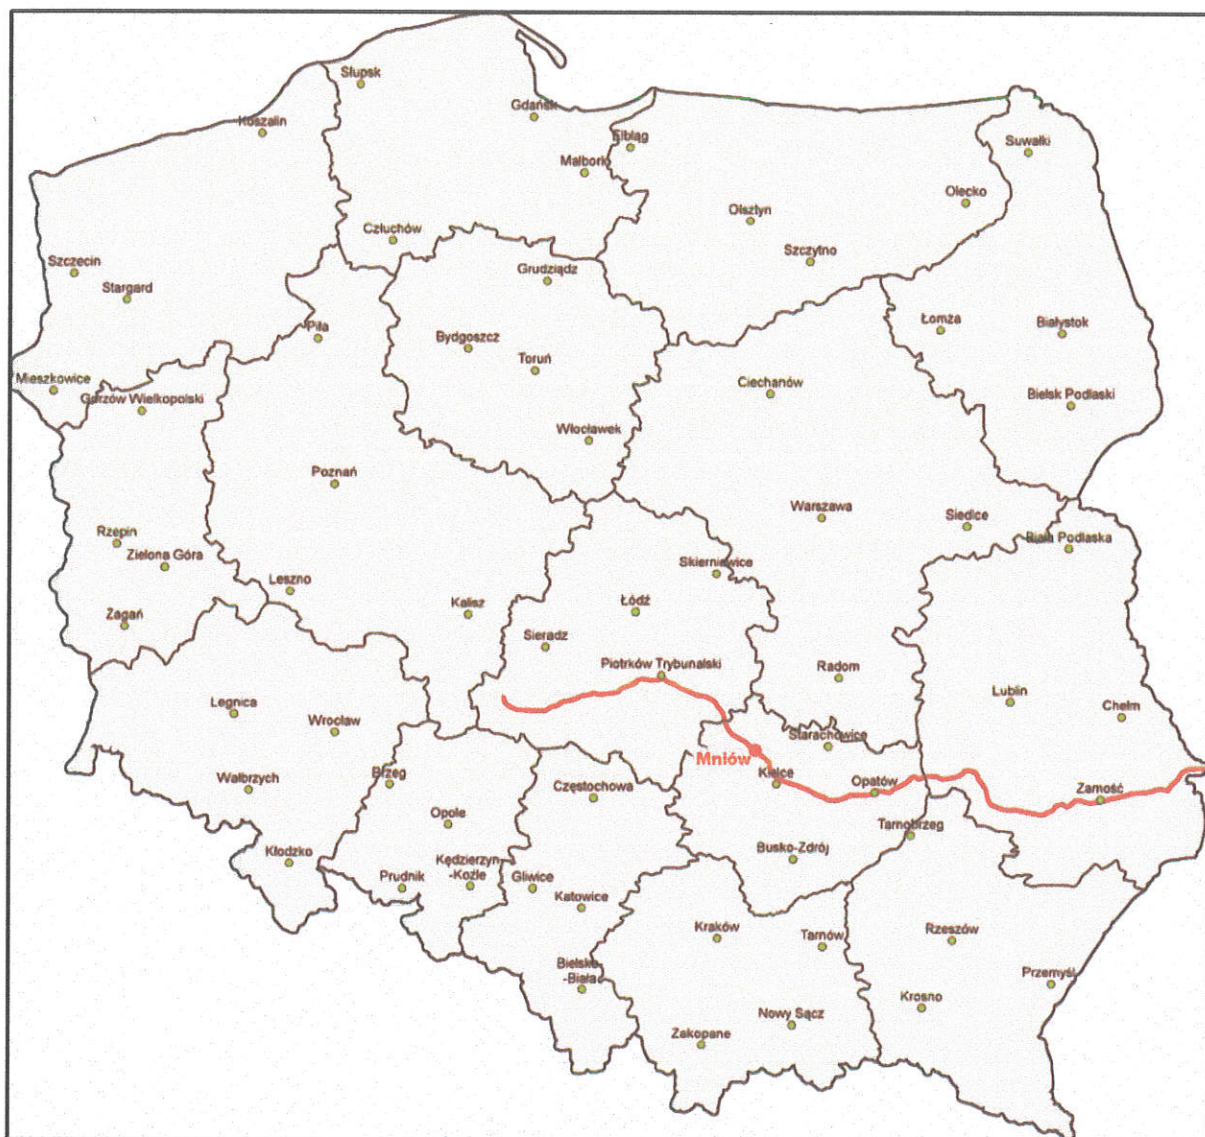 Słupsk
Gdańsk
Koszalin
Elbląg
Suwałki
Malbork
Olecko
Olsztyn
Człuchów
Szczytno
Szczecin
Grudziądz
Stargard
Łomża
Białystok
Piła
Bydgoszcz
Toruń
Mieszkowice
Ciechanów
Gorzów Wielkopolski
Bielsk Podlaski
Włocławek
Poznań
Warszawa
Siedlce
Rzepin
Biała Podlaska
Zielona Góra
Skierniewice
Leszno
Łódź
Kalisz
Żagań
Sieradz
Piotrków Trybunalski
Radom
Lublin
Legnica
Chełm
Wrocław
Starachowice
Mniów
Kielce
Brzeg
Wałbrzych
Częstochowa
Opatów
Zamość
Opole
Tarnobrzeg
Kłodzko
Busko-Zdrój
Kędzierzyn
-Koźle
Prudnik
Gliwice
Katowice
Kraków
Tarnów
Rzeszów
Bielsko
-Biała
Przemyśl
Krosno
Nowy Sącz
Zakopane